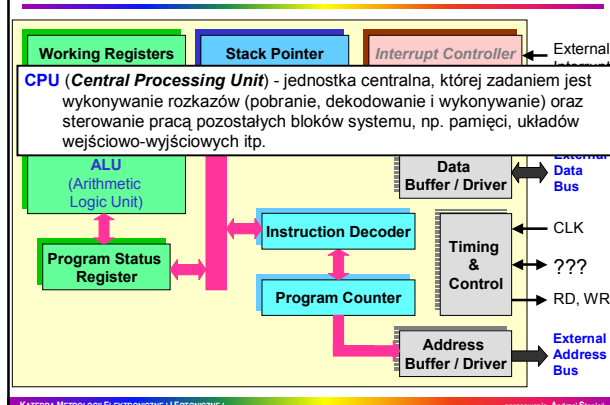 Working Registers
Stack Pointer
Interrupt Controller
External
CPU (Central Processing Unit) - jednostka centralna, której zadaniem jest
wykonywanie rozkazów (pobranie, dekodowanie i wykonywanie) oraz
sterowanie pracą pozostałych bloków systemu, np. pamięci, układów
wejściowo-wyjściowych itp.
ALU
(Arithmetic
Logic Unit)
Data
Buffer / Driver
External
Data
Bus
Instruction Decoder
Program Status
Register
Program Counter
Timing
&
Control
CLK
???
RD, WR
Address
Buffer / Driver
External
Address
Bus